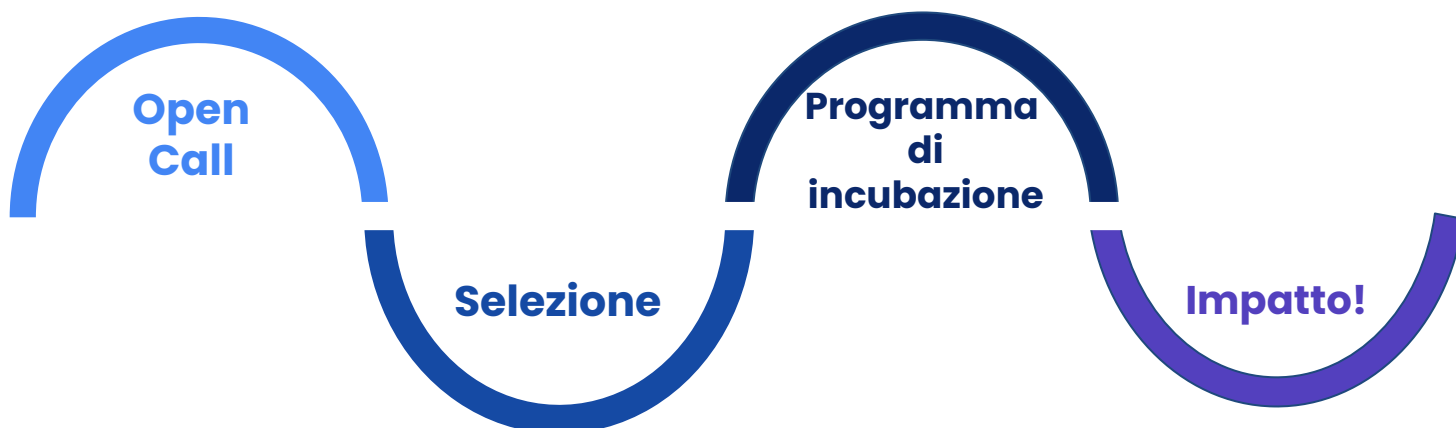 Open
Call
Selezione
Programma
di
incubazione
Impatto!